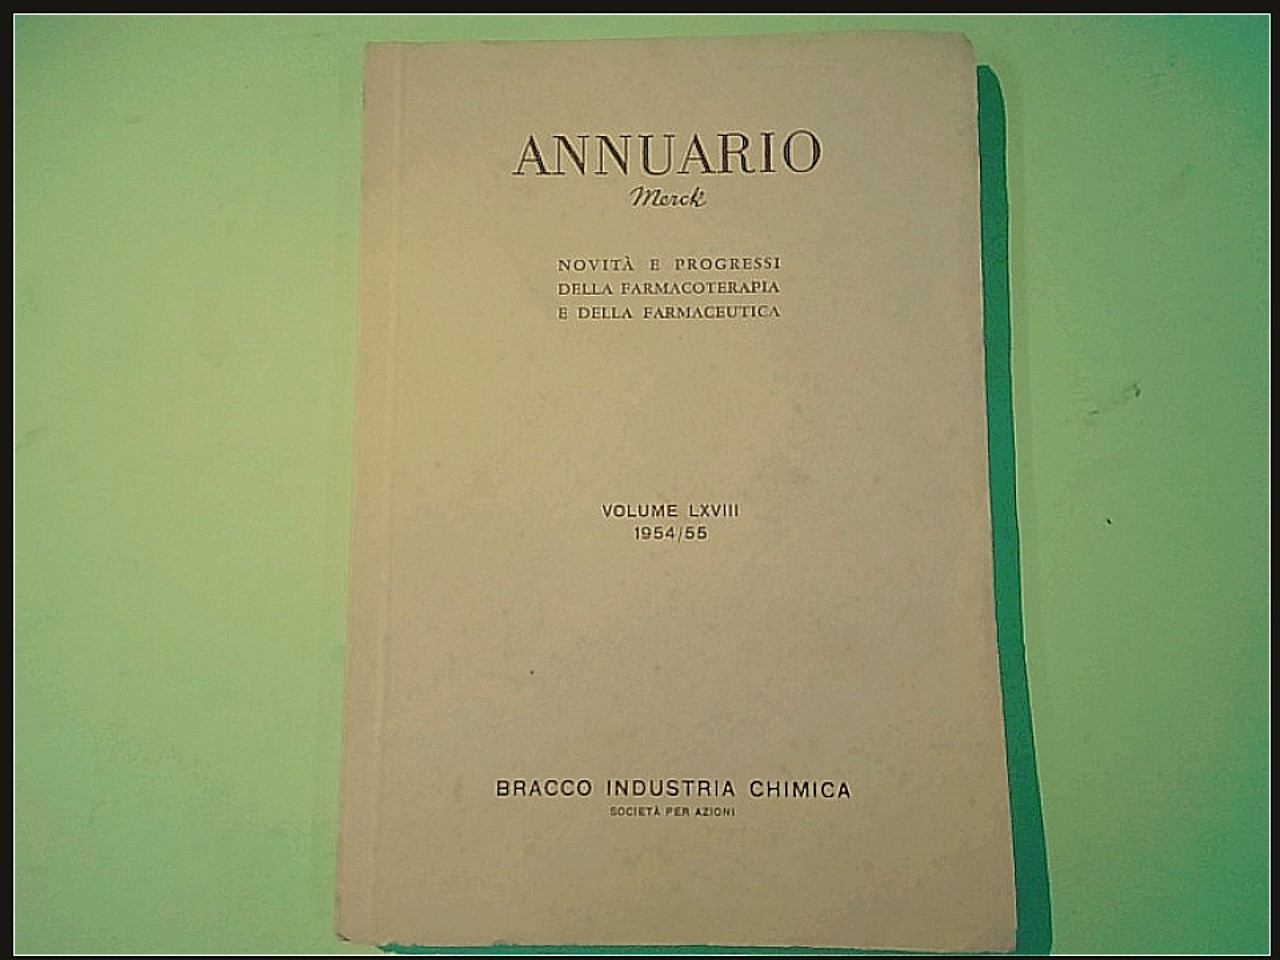 ANNUARIO
Merck
NOVITÀ E PROGRESSI
DELLA FARMACOTERAPIA
E DELLA FARMACEUTICA
VOLUME LXVIII
1954/55
BRACCO INDUSTRIA CHIMICA
SOCIETÀ PER AZIONI